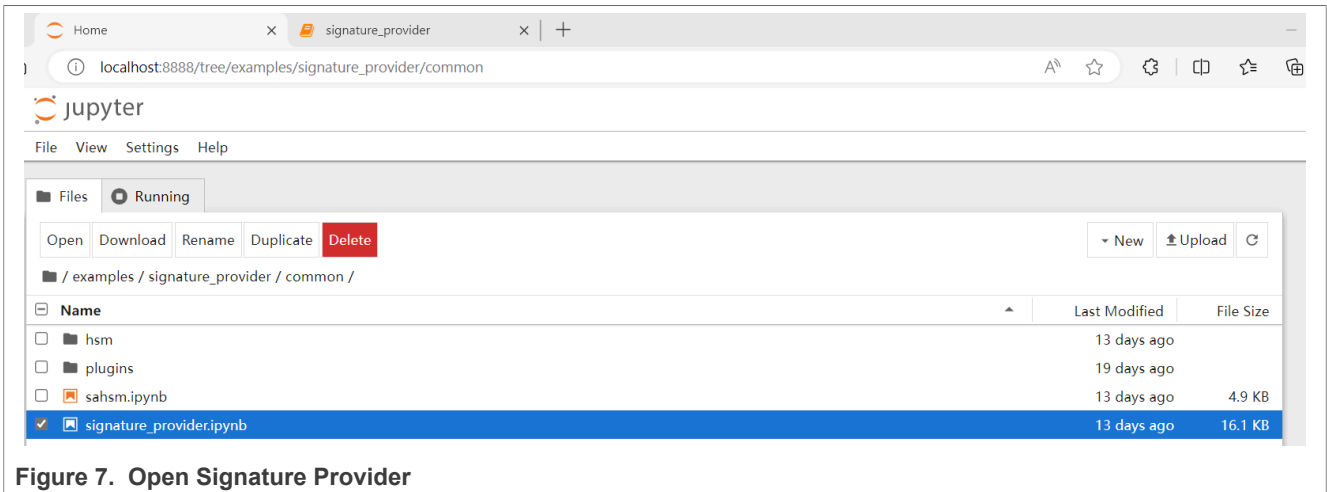 Home signature_provider
localhost:8888/tree/examples/signature_provider/common
jupyter
File View Settings Help
Files Running
Open Download Rename Duplicate Delete New Upload
/ examples / signature_provider / common /
Name Last Modified File Size
hsm 13 days ago
plugins 19 days ago
sahsm.ipynb 13 days ago 4.9 KB
signature_provider.ipynb 13 days ago 16.1 KB
Figure 7. Open Signature Provider